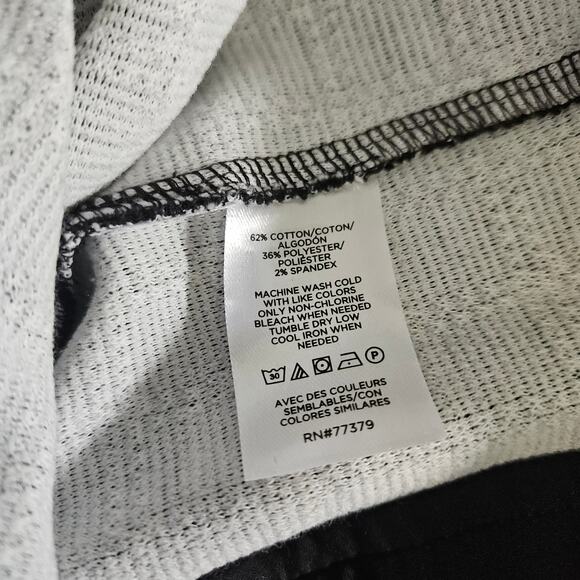 62% COTTON/COTON/
ALGODÓN
36% POLYESTER/
POLIÉSTER
2% SPANDEX
MACHINE WASH COLD
WITH LIKE COLORS
ONLY NON-CHLORINE
BLEACH WHEN NEEDED
TUMBLE DRY LOW
COOL IRON WHEN
NEEDED
30 P
AVEC DES COULEURS
SEMBLABLES/CON
COLORES SIMILARES
RN#77379